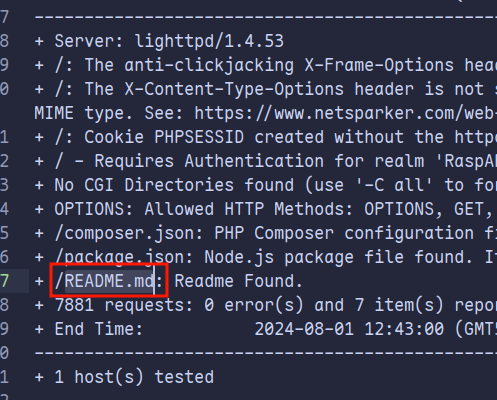 7 ---------------------------------------------------------------------------
8 + Server: lighttpd/1.4.53
9 + /: The anti-clickjacking X-Frame-Options head
0 + /: The X-Content-Type-Options header is not s
MIME type. See: https://www.netsparker.com/web-
1 + /: Cookie PHPSESSID created without the httpo
2 + / - Requires Authentication for realm 'RaspA
3 + No CGI Directories found (use '-C all' to for
4 + OPTIONS: Allowed HTTP Methods: OPTIONS, GET,
5 + /composer.json: PHP Composer configuration fi
6 + /package.json: Node.js package file found. It
7 + /README.md: Readme Found.
8 + 7881 requests: 0 error(s) and 7 item(s) repor
9 + End Time: 2024-08-01 12:43:00 (GMT5
0 ---------------------------------------------------------------------------
1 + 1 host(s) tested